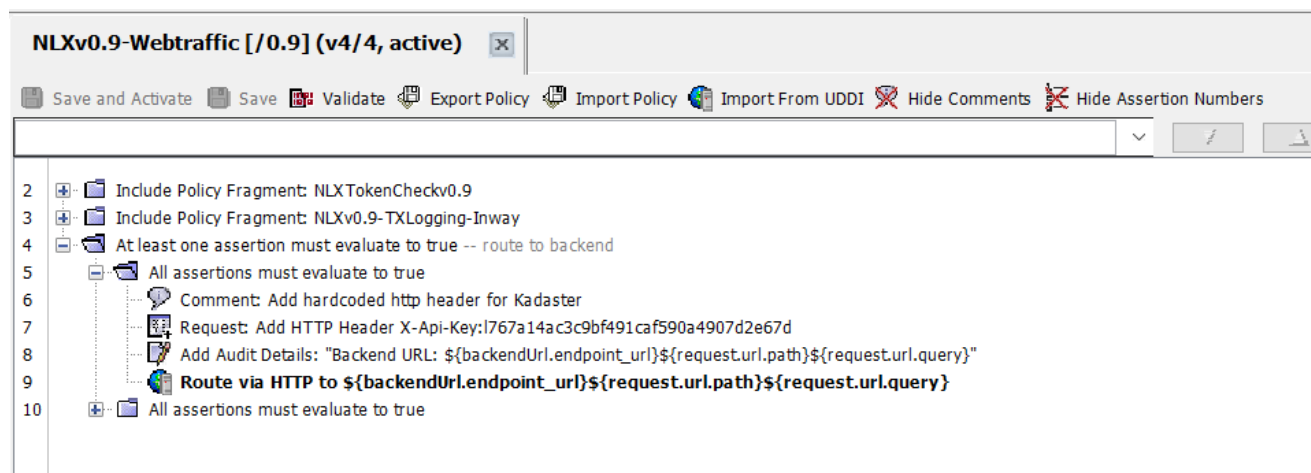 NLXv0.9-Webtraffic [/0.9] (v4/4, active)
Save and Activate Save Validate Export Policy Import Policy Import From UDDI Hide Comments Hide Assertion Numbers
2 Include Policy Fragment: NLXTokenCheckv0.9
3 Include Policy Fragment: NLXv0.9-TXLogging-Inway
4 At least one assertion must evaluate to true -- route to backend
5 All assertions must evaluate to true
6 Comment: Add hardcoded http header for Kadaster
7 Request: Add HTTP Header X-Api-Key:l767a14ac3c9bf491caf590a4907d2e67d
8 Add Audit Details: "Backend URL: ${backendUrl.endpoint_url}${request.url.path}${request.url.query}"
9 Route via HTTP to ${backendUrl.endpoint_url}${request.url.path}${request.url.query}
10 All assertions must evaluate to true